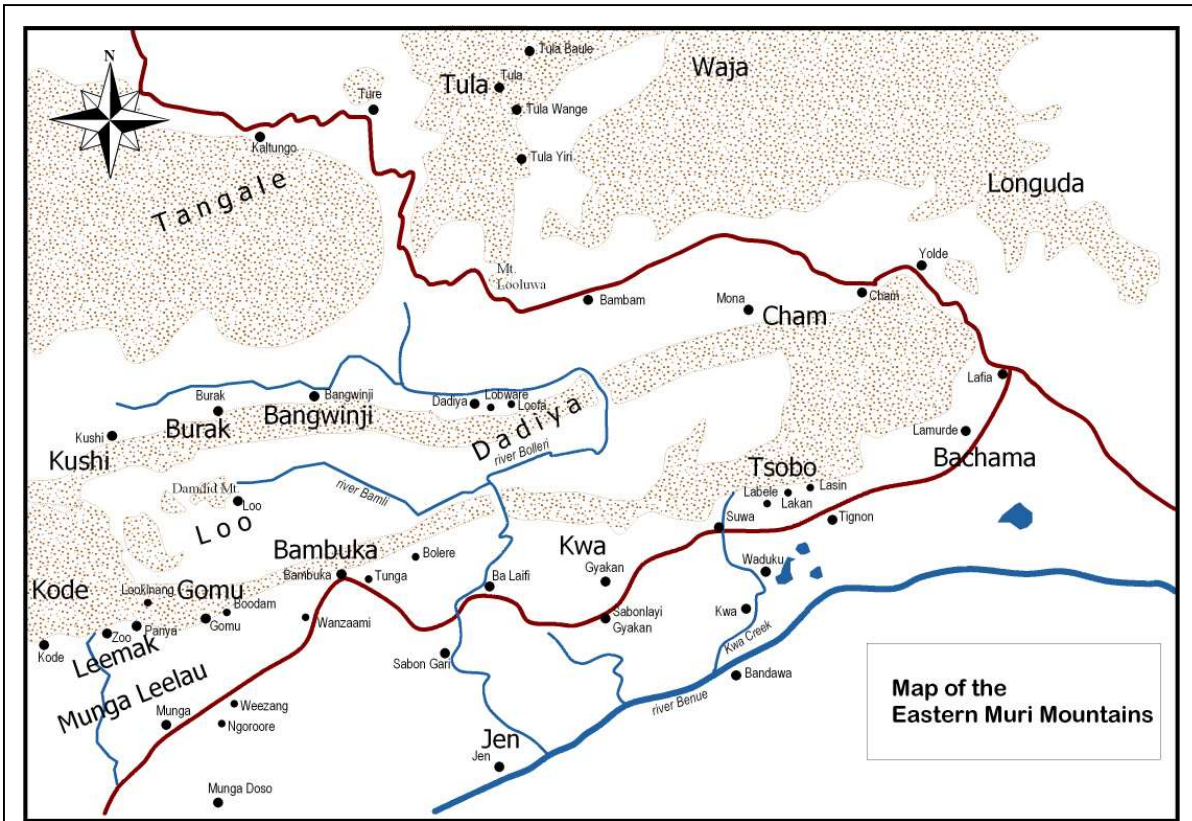 N
Tula Baule
Waja
Tula
Tula
Ture
Tula Wange
Kaltungo
Tula Yiri
Tangale
Longuda
Yolde
Mt.
Looluwa
Bambam
Mona
Cham
Cham
Lafia
Burak
Bangwinji
Dadiya
Lobware
Loofa
Kushi
Burak
Bangwinji
Dadiya
Lamurde
Kushi
river Bolleri
Bachama
Tsobo
Damdid Mt.
river Bamli
Labele
Lasin
Loo
Lakan
Loo
Suwa
Tignon
Bambuka
Bolere
Kwa
Bambuka
Tunga
Ba Laifi
Gyakan
Waduku
Kode
Gomu
Lookinang
Boodam
Zoo
Panya
Gomu
Wanzaami
Sabonlayi
Gyakan
Kwa
Kode
Leemak
Sabon Gari
Kwa Creek
Munga Leelau
Bandawa
Weezang
river Benue
Munga
Ngoroore
Jen
Jen
Munga Doso
Map of the
Eastern Muri Mountains